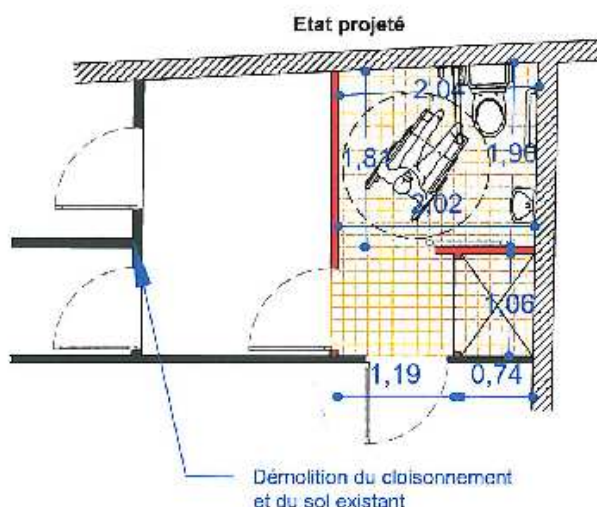 Etat projeté
2,04
1,81
1,96
2,02
1,06
1,19
0,74
Démolition du cloisonnement
et du sol existant